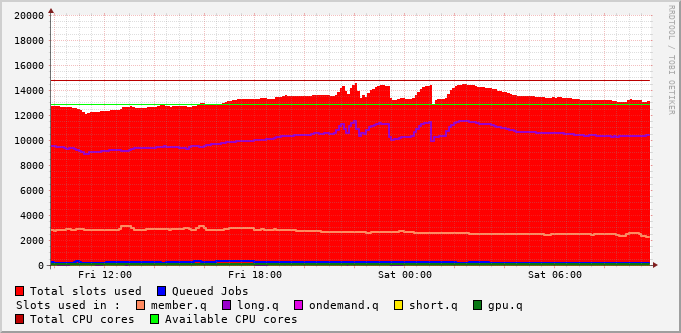 20000
18000
16000
14000
12000
10000
8000
6000
4000
2000
0
Fri 12:00 Fri 18:00 Sat 00:00 Sat 06:00
RRDTOOL / TOBI OETIKER
Total slots used Queued Jobs
Slots used in : member.q long.q ondemand.q short.q gpu.q
Total CPU cores Available CPU cores